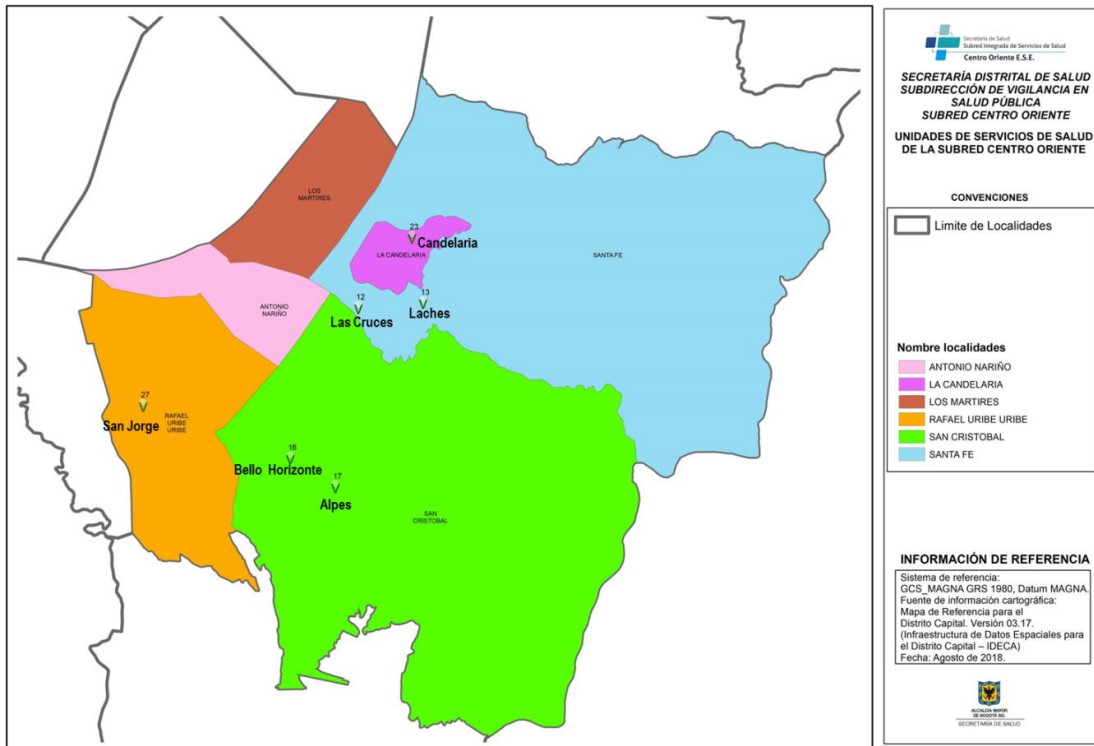 LOS
MARTIRES
23
Candelaria
LA CANDELARIA
SANTA FE
12
13
Las Cruces
Laches
ANTONIO
NARIÑO
27
San Jorge
RAFAEL
URIBE
URIBE
16
Bello Horizonte
17
Alpes
SAN
CRISTOBAL
Secretaría de Salud
Subred Integrada de Servicios de Salud
Centro Oriente E.S.E.
SECRETARÍA DISTRITAL DE SALUD
SUBDIRECCIÓN DE VIGILANCIA EN
SALUD PÚBLICA
SUBRED CENTRO ORIENTE
UNIDADES DE SERVICIOS DE SALUD
DE LA SUBRED CENTRO ORIENTE
CONVENCIONES
Limite de Localidades
Nombre localidades
ANTONIO NARIÑO
LA CANDELARIA
LOS MARTIRES
RAFAEL URIBE URIBE
SAN CRISTOBAL
SANTA FE
INFORMACIÓN DE REFERENCIA
Sistema de referencia:
GCS_MAGNA GRS 1980, Datum MAGNA.
Fuente de información cartográfica:
Mapa de Referencia para el
Distrito Capital. Versión 03.17.
(Infraestructura de Datos Espaciales para
el Distrito Capital – IDECA)
Fecha: Agosto de 2018.
ALCALDÍA MAYOR
DE BOGOTÁ D.C.
SECRETARÍA DE SALUD